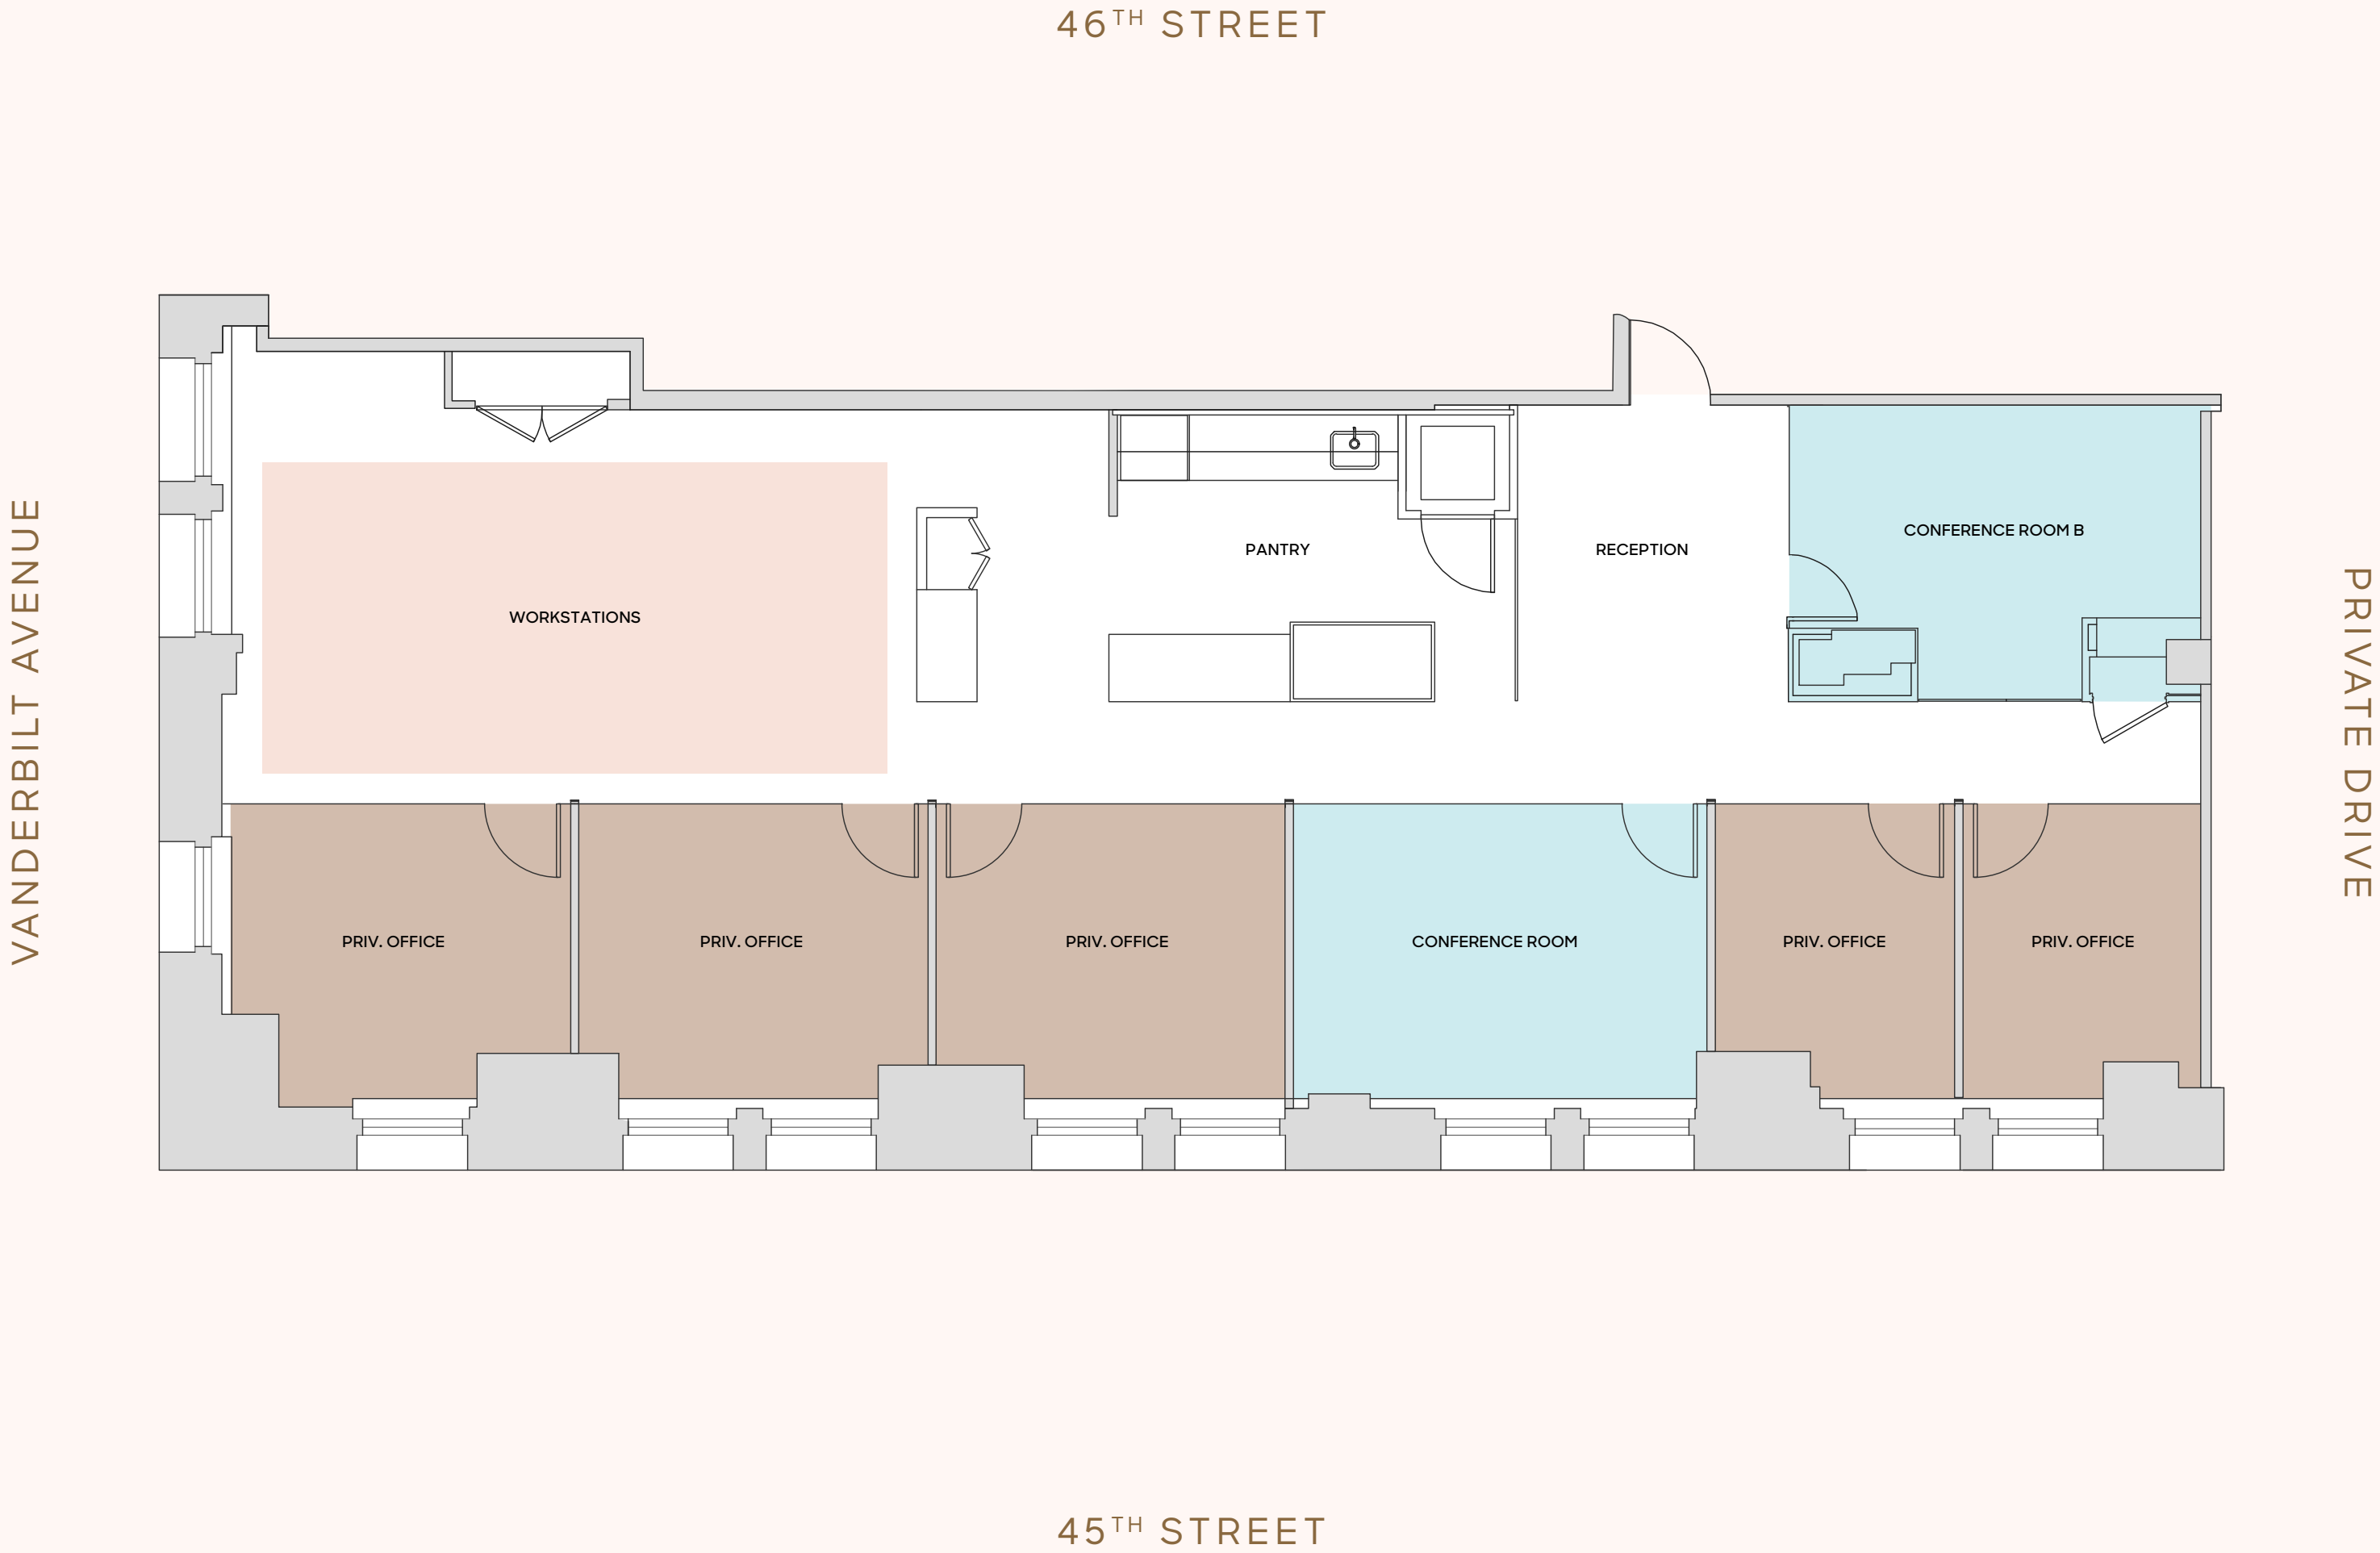 46TH STREET
VANDERBILT AVENUE
PRIVATE DRIVE
CONFERENCE ROOM B
PANTRY
RECEPTION
WORKSTATIONS
PRIV. OFFICE
PRIV. OFFICE
PRIV. OFFICE
CONFERENCE ROOM
PRIV. OFFICE
PRIV. OFFICE
45TH STREET